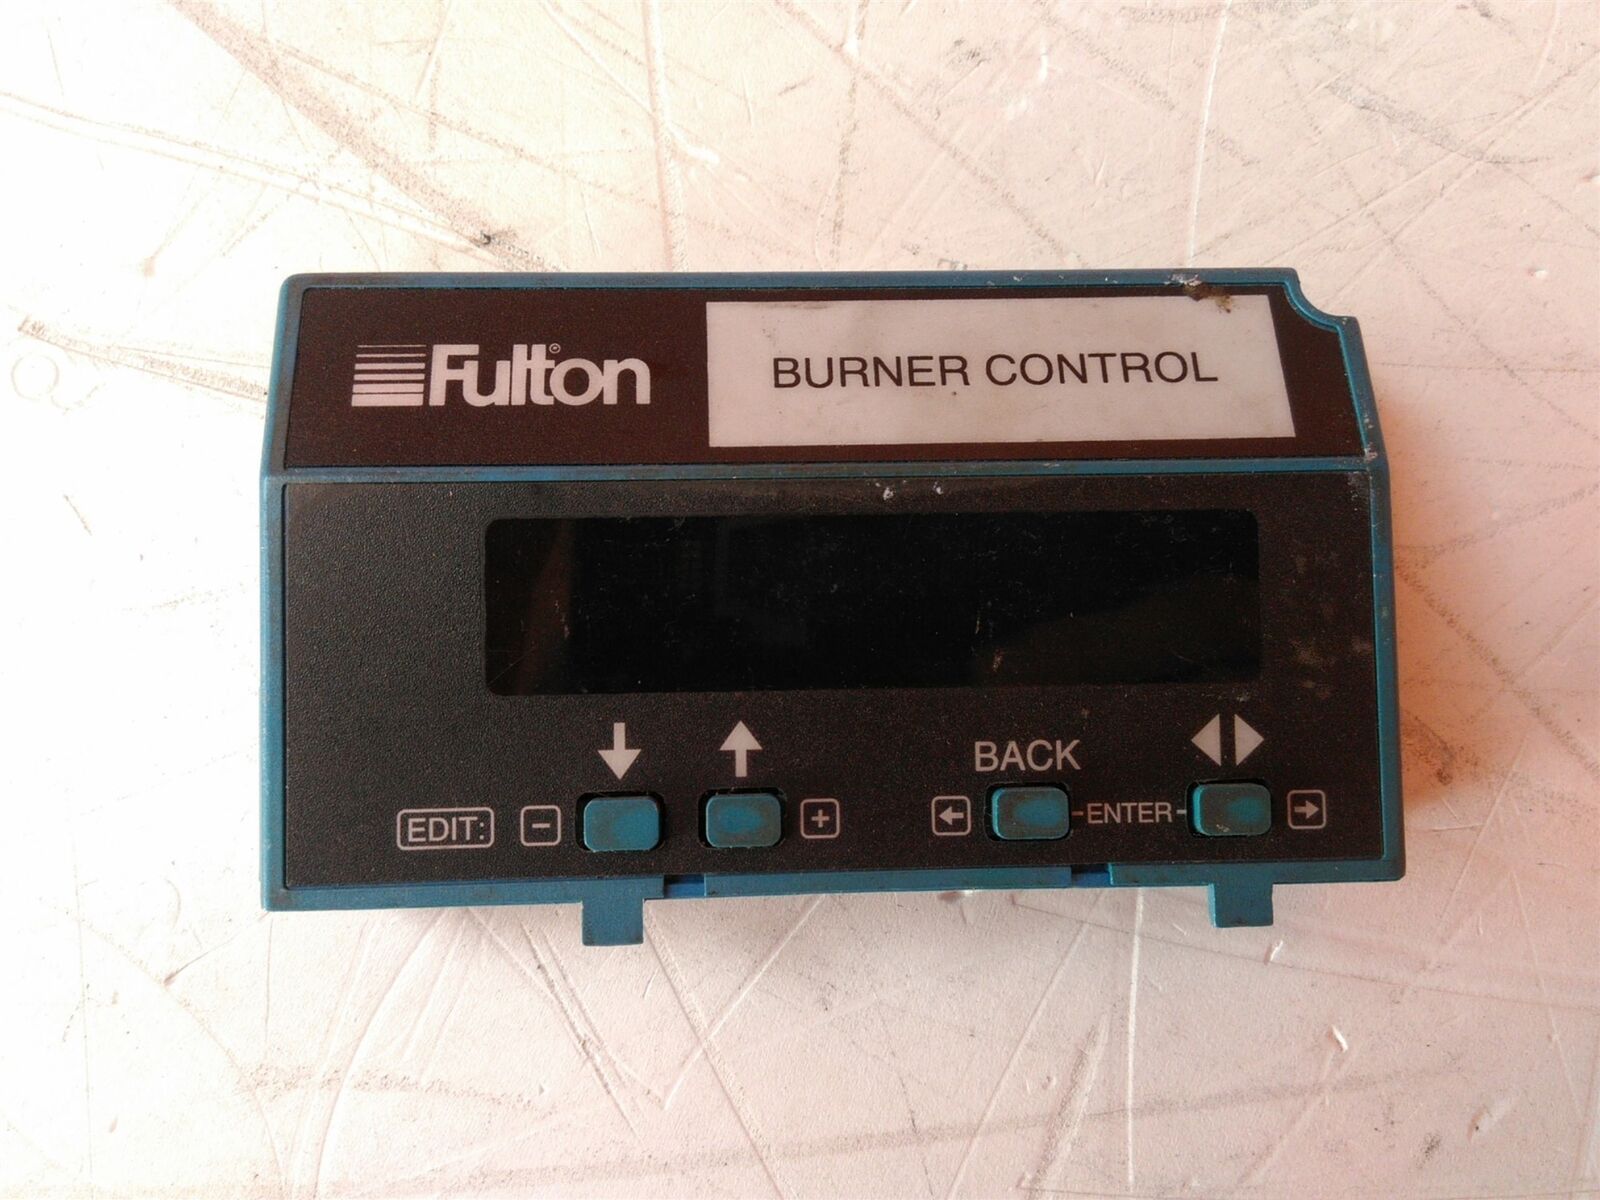 Fulton®
BURNER CONTROL
BACK
EDIT: − + ENTER